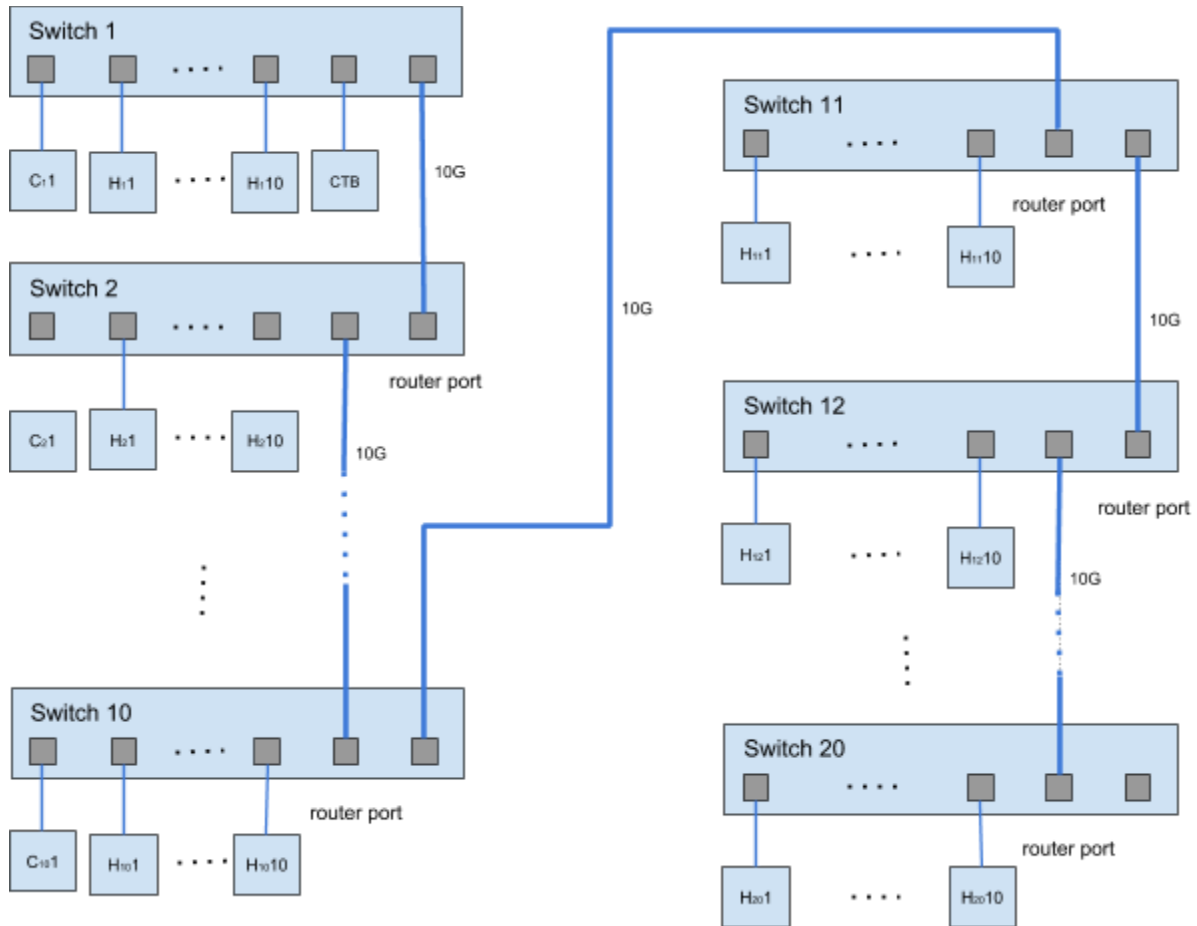 Switch 1
C₁1
H₁1
H₁10
CTB
10G
Switch 2
router port
C₂1
H₂1
H₂10
10G
Switch 10
router port
C₁₀1
H₁₀1
H₁₀10
10G
Switch 11
router port
H₁₁1
H₁₁10
10G
Switch 12
router port
H₁₂1
H₁₂10
10G
Switch 20
router port
H₂₀1
H₂₀10